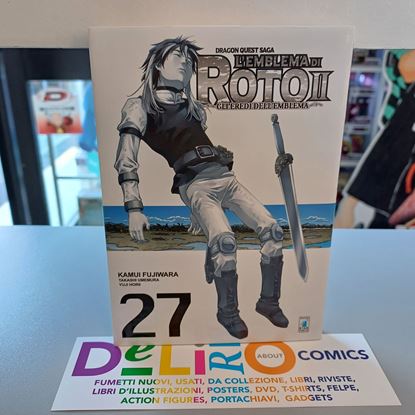 DRAGON QUEST SAGA
L'EMBLEMA DI
ROTO II
GLI EREDI DELL'EMBLEMA
KAMUI FUJIWARA
TAKASHI UMEMURA
YUJI HORII
27
DeLiRiO ABOUT COMICS
FUMETTI NUOVI, USATI, DA COLLEZIONE, LIBRI, RIVISTE,
LIBRI D'ILLUSTRAZIONI, POSTERS, DVD, T-SHIRTS, FELPE,
ACTION FIGURES, PORTACHIAVI, GADGETS